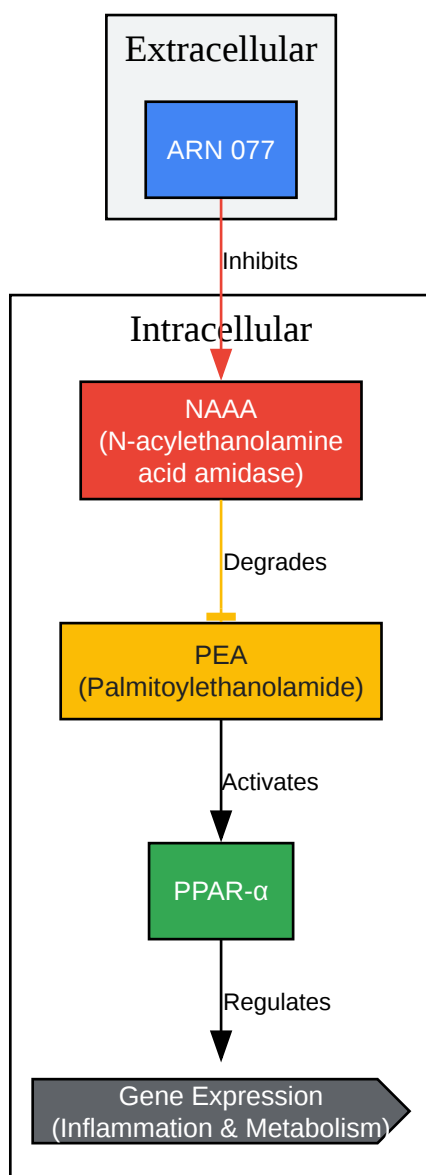 Extracellular
ARN 077
Inhibits
Intracellular
NAAA
(N-acylethanolamine
acid amidase)
Degrades
PEA
(Palmitoylethanolamide)
Activates
PPAR-α
Regulates
Gene Expression
(Inflammation & Metabolism)